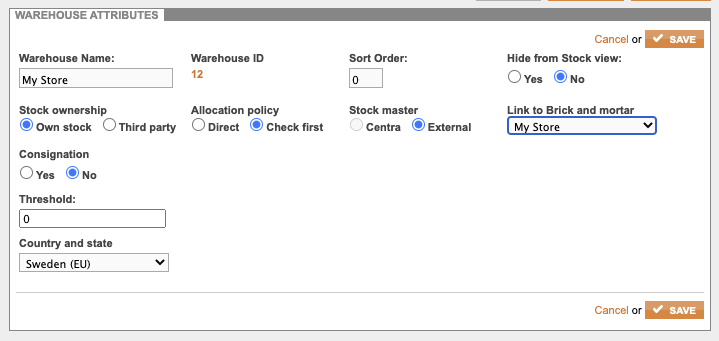 WAREHOUSE ATTRIBUTES
Cancel or SAVE
Warehouse Name: Warehouse ID Sort Order: Hide from Stock view:
My Store 12 0 Yes No
Stock ownership Allocation policy Stock master Link to Brick and mortar
Own stock Third party Direct Check first Centra External My Store
Consignation
Yes No
Threshold:
0
Country and state
Sweden (EU)
Cancel or SAVE